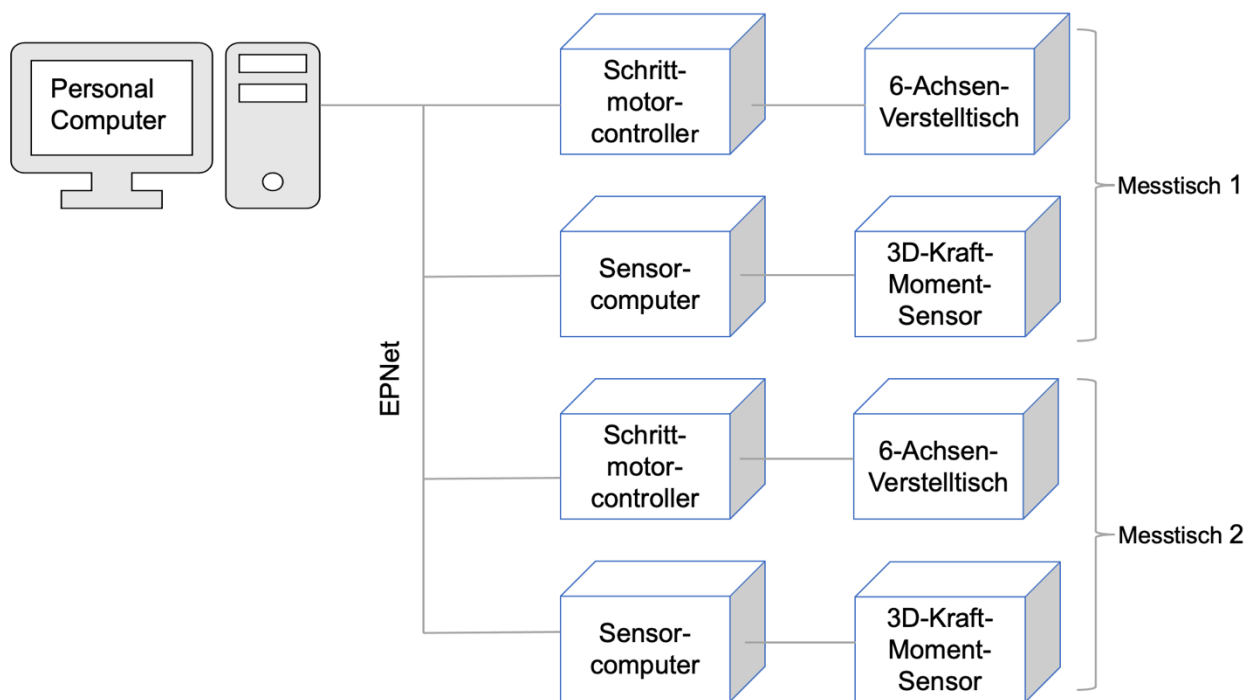 Personal
Computer
Schritt-
motor-
controller
6-Achsen-
Verstelltisch
Messtisch 1
Sensor-
computer
3D-Kraft-
Moment-
Sensor
EPNet
Schritt-
motor-
controller
6-Achsen-
Verstelltisch
Messtisch 2
Sensor-
computer
3D-Kraft-
Moment-
Sensor